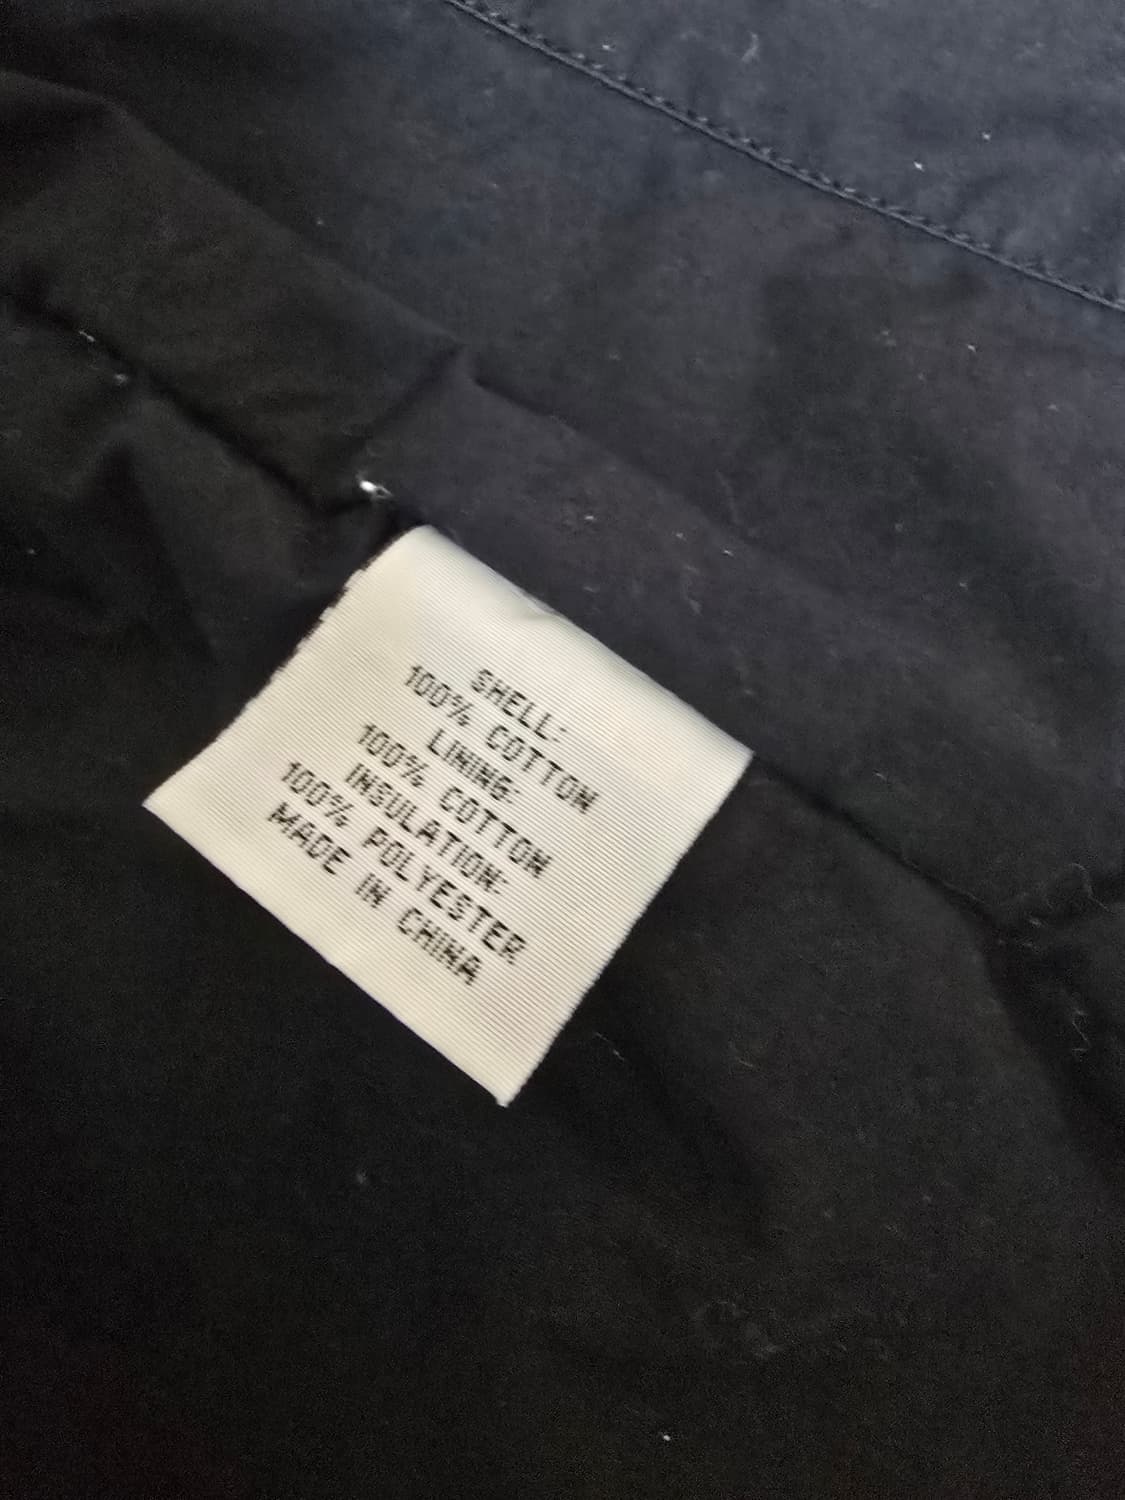 SHELL:
100% COTTON
LINING:
100% COTTON
INSULATION:
100% POLYESTER
MADE IN CHINA